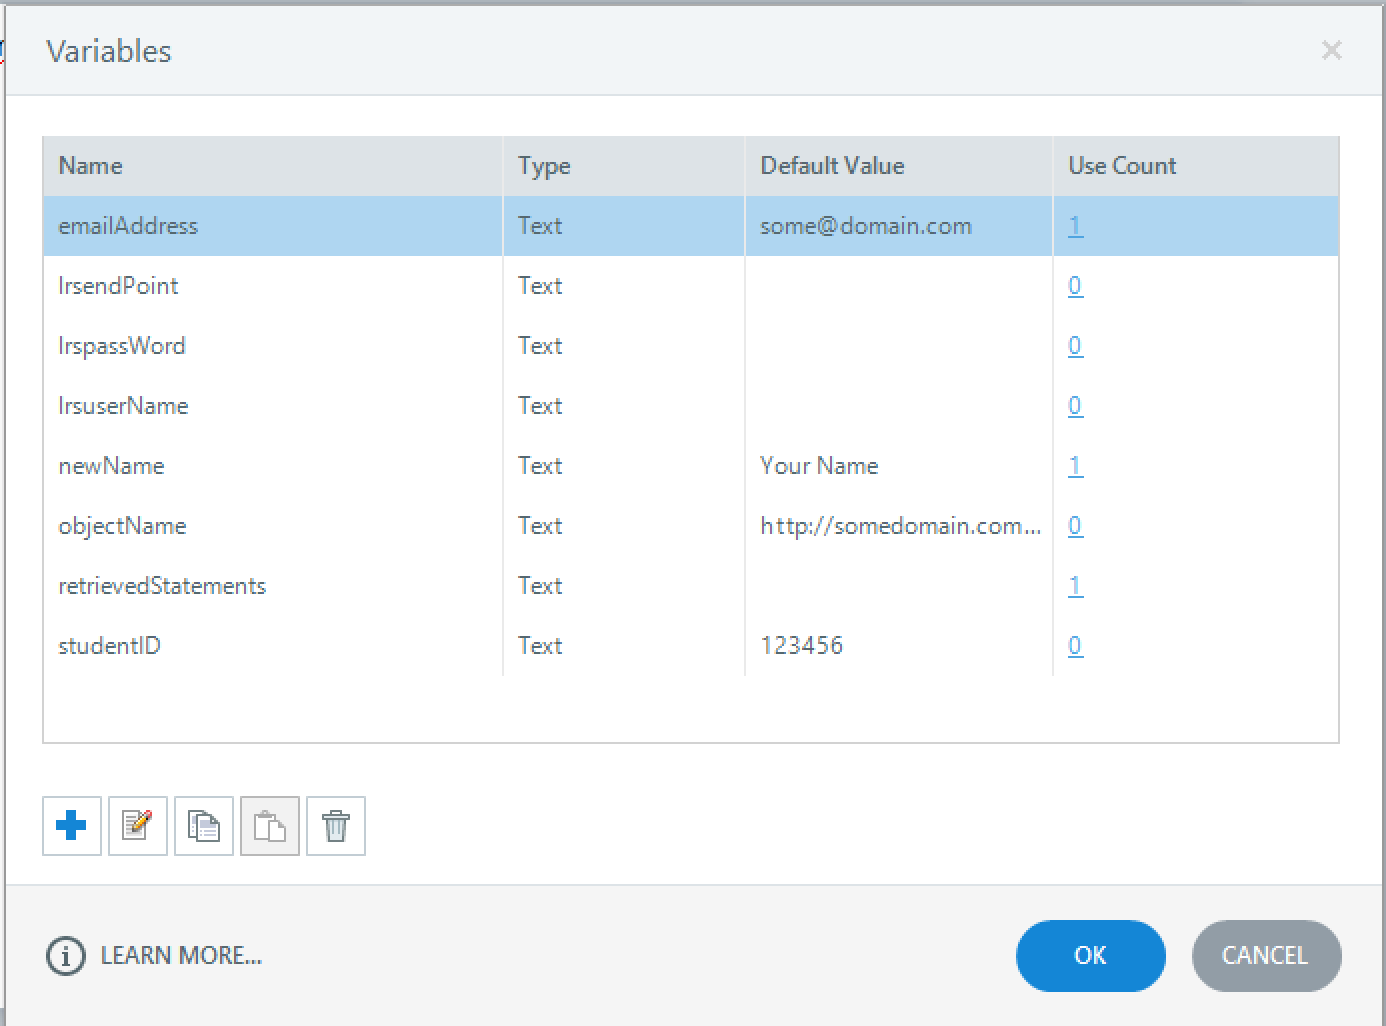 Variables
Name Type Default Value Use Count
emailAddress Text some@domain.com 1
lrsendPoint Text 0
lrspassWord Text 0
lrsuserName Text 0
newName Text Your Name 1
objectName Text http://somedomain.com... 0
retrievedStatements Text 1
studentID Text 123456 0
LEARN MORE...
OK CANCEL